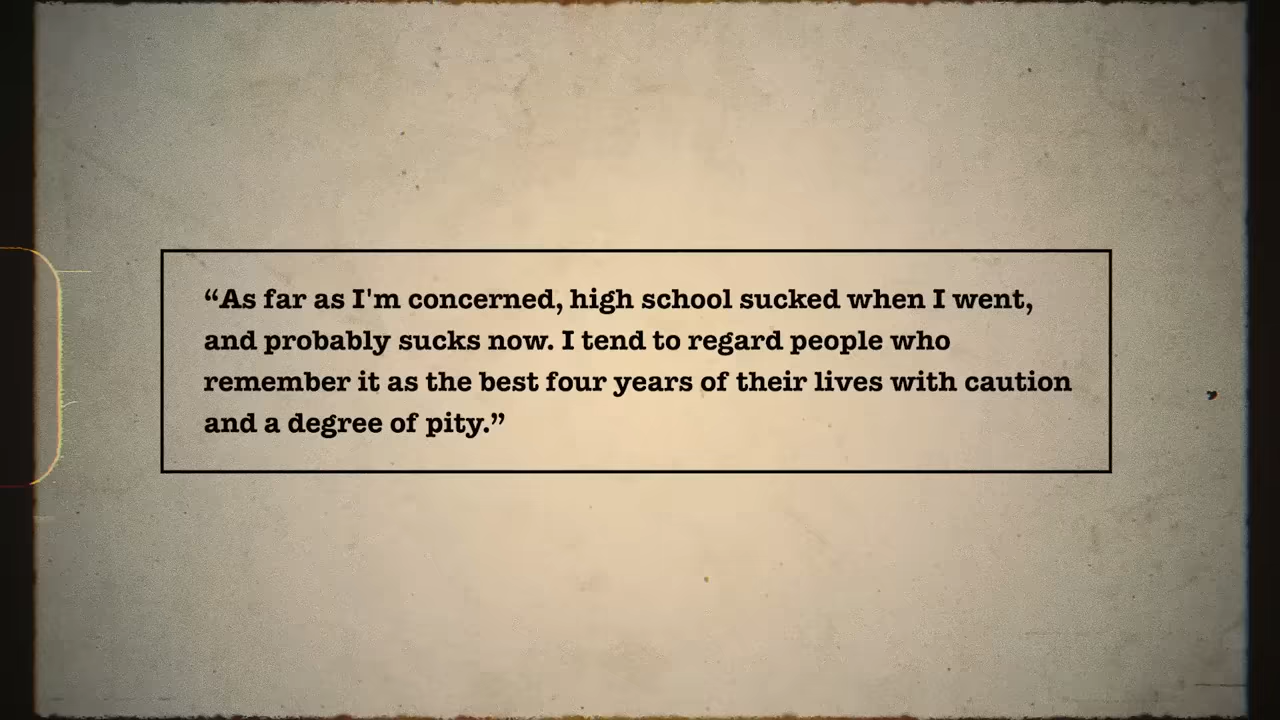 “As far as I'm concerned, high school sucked when I went,
and probably sucks now. I tend to regard people who
remember it as the best four years of their lives with caution
and a degree of pity.”